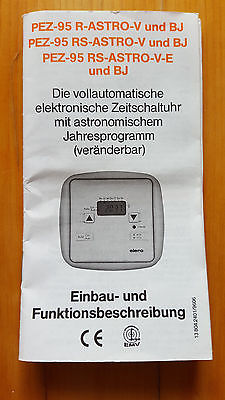 PEZ-95 R-ASTRO-V und BJ
PEZ-95 RS-ASTRO-V und BJ
PEZ-95 RS-ASTRO-V-E
und BJ
Die vollautomatische
elektronische Zeitschaltuhr
mit astronomischem
Jahresprogramm
(veränderbar)
elero
Einbau- und
Funktionsbeschreibung
CE
EMV